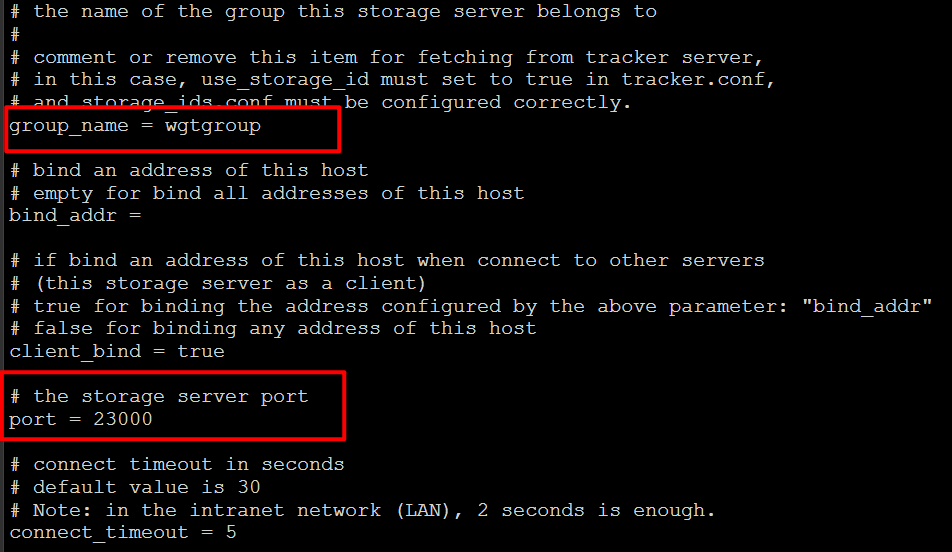 # the name of the group this storage server belongs to
#
# comment or remove this item for fetching from tracker server,
# in this case, use_storage_id must set to true in tracker.conf,
# and storage_ids.conf must be configured correctly.
group_name = wgtgroup
# bind an address of this host
# empty for bind all addresses of this host
bind_addr =
# if bind an address of this host when connect to other servers
# (this storage server as a client)
# true for binding the address configured by the above parameter: "bind_addr"
# false for binding any address of this host
client_bind = true
# the storage server port
port = 23000
# connect timeout in seconds
# default value is 30
# Note: in the intranet network (LAN), 2 seconds is enough.
connect_timeout = 5